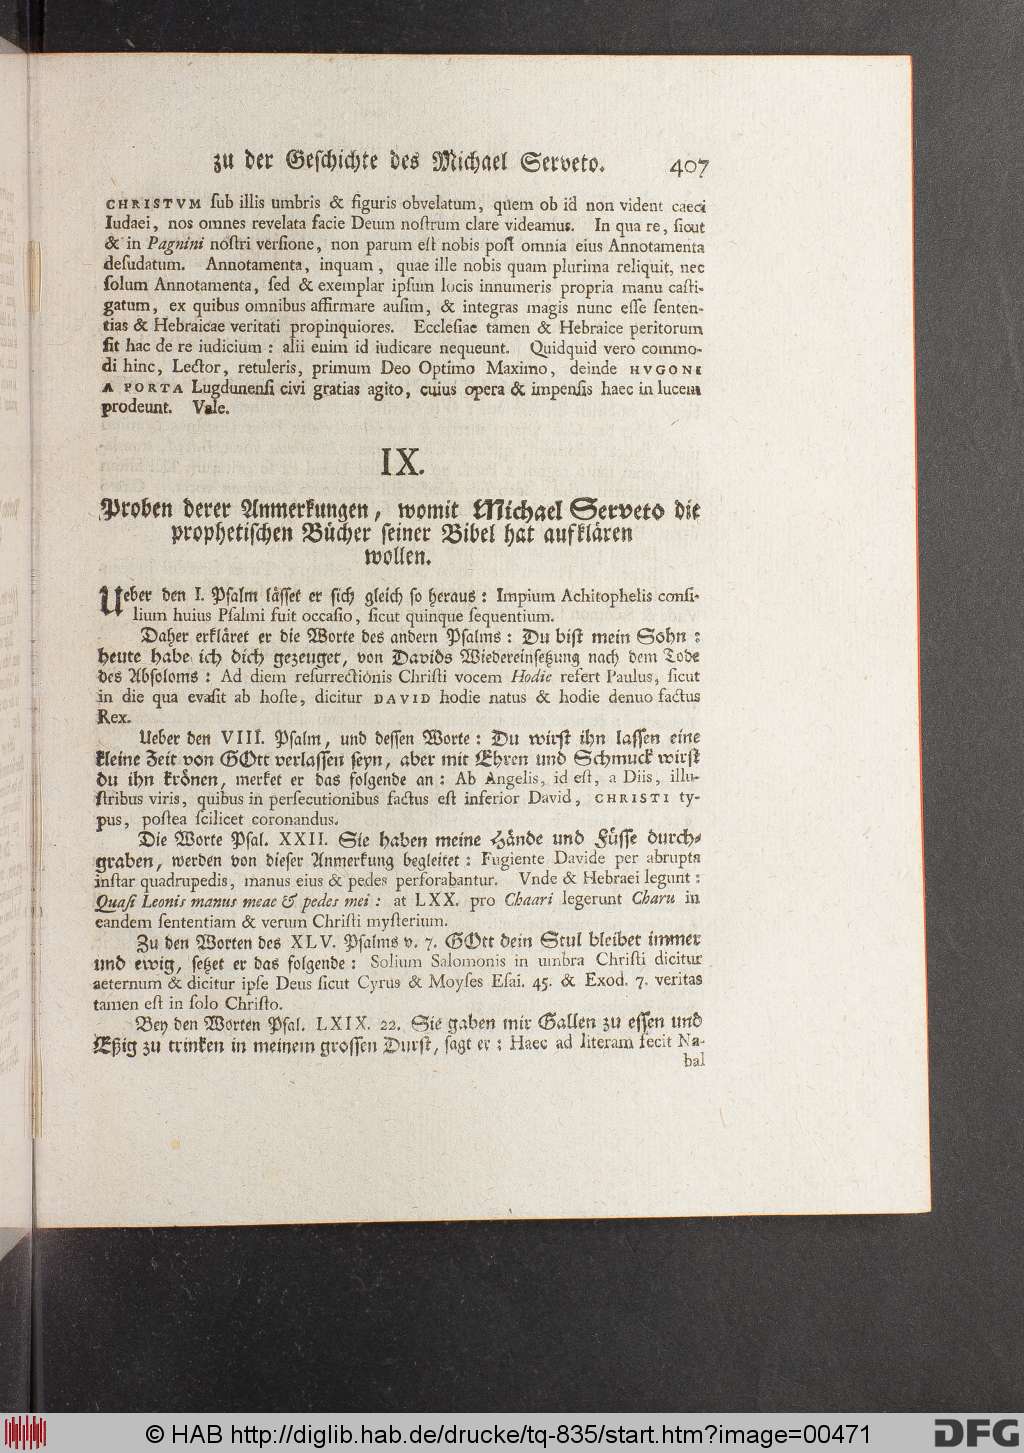 zu der Geschichte des Michael Serveto. 407
CHRISTVM ſub illis umbris & figuris obvelatum, quem ob id non vident caeci
Iudaei, nos omnes revelata facie Deum noſtrum clare videamus. In qua re, ſicut
& in Pagnini noſtri verſione, non parum eſt nobis poſt omnia eius Annotamenta
deſudatum. Annotamenta, inquam, quae ille nobis quam plurima reliquit, nec
ſolum Annotamenta, ſed & exemplar ipſum locis innumeris propria manu caſti-
gatum, ex quibus omnibus affirmare auſim, & integras magis nunc eſſe ſenten-
tias & Hebraicae veritati propinquiores. Eccleſiae tamen & Hebraice peritorum
ſit hac de re iudicium: alii enim id iudicare nequeunt. Quidquid vero commo-
di hinc, Lector, retuleris, primum Deo Optimo Maximo, deinde HVGONE
A PORTA Lugdunenſi civi gratias agito, cuius opera & impenſis haec in lucem
prodeunt. Vale.
IX.
Proben derer Anmerkungen, womit Michael Serveto die
prophetiſchen Bücher ſeiner Bibel hat aufklären
wollen.
Ueber den I. Pſalm läſſet er ſich gleich ſo heraus: Impium Achitophelis conſi-
lium huius Pſalmi fuit occaſio, ſicut quinque ſequentium.
Daher erkläret er die Worte des andern Pſalms: Du biſt mein Sohn:
heute habe ich dich gezeuget, von Davids Wiedereinſetzung nach dem Tode
des Abſoloms: Ad diem reſurrectionis Chriſti vocem Hodie refert Paulus, ſicut
in die qua evaſit ab hoſte, dicitur DAVID hodie natus & hodie denuo factus
Rex.
Ueber den VIII. Pſalm, und deſſen Worte: Du wirſt ihn laſſen eine
kleine Zeit von GOtt verlaſſen ſeyn, aber mit Ehren und Schmuck wirſt
du ihn krönen, merket er das folgende an: Ab Angelis, id eſt, a Diis, illu-
ſtribus viris, quibus in perſecutionibus factus eſt inferior David, CHRISTI ty-
pus, poſtea ſcilicet coronandus.
Die Worte Pſal. XXII. Sie haben meine Hände und Füſſe durch-
graben, werden von dieſer Anmerkung begleitet: Fugiente Davide per abrupta
inſtar quadrupedis, manus eius & pedes perforabantur. Vnde & Hebraei legunt:
Quaſi Leonis manus meae & pedes mei: at LXX. pro Chaari legerunt Charu in
eandem ſententiam & verum Chriſti myſterium.
Zu den Worten des XLV. Pſalms v. 7. GOtt dein Stul bleibet immer
und ewig, ſetzet er das folgende: Solium Salomonis in umbra Chriſti dicitur
aeternum & dicitur ipſe Deus ſicut Cyrus & Moyſes Eſai. 45. & Exod. 7. veritas
tamen eſt in ſolo Chriſto.
Bey den Worten Pſal. LXIX. 22. Sie gaben mir Gallen zu eſſen und
Eßig zu trinken in meinem groſſen Durſt, ſagt er: Haec ad literam fecit Na-
bal
© HAB http://diglib.hab.de/drucke/tq-835/start.htm?image=00471
DFG